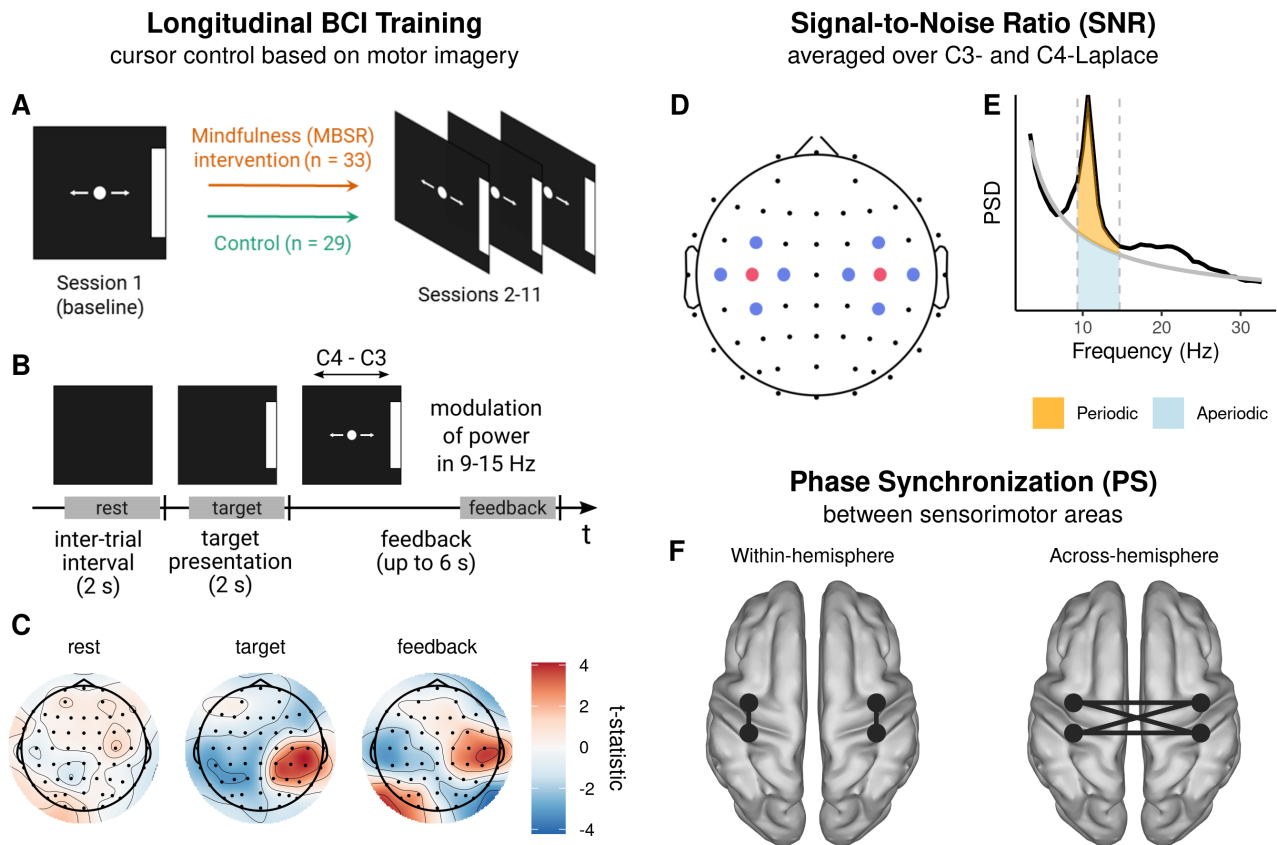 Longitudinal BCI Training
cursor control based on motor imagery
A
Mindfulness (MBSR)
intervention (n = 33)
Control (n = 29)
Session 1
(baseline)
Sessions 2-11
B
C4 - C3
modulation
of power
in 9-15 Hz
rest
target
feedback
t
inter-trial
interval
(2 s)
target
presentation
(2 s)
feedback
(up to 6 s)
C
rest
target
feedback
4
2
0
-2
-4
t-statistic
Signal-to-Noise Ratio (SNR)
averaged over C3- and C4-Laplace
D
E
PSD
10
20
30
Frequency (Hz)
Periodic
Aperiodic
Phase Synchronization (PS)
between sensorimotor areas
F
Within-hemisphere
Across-hemisphere